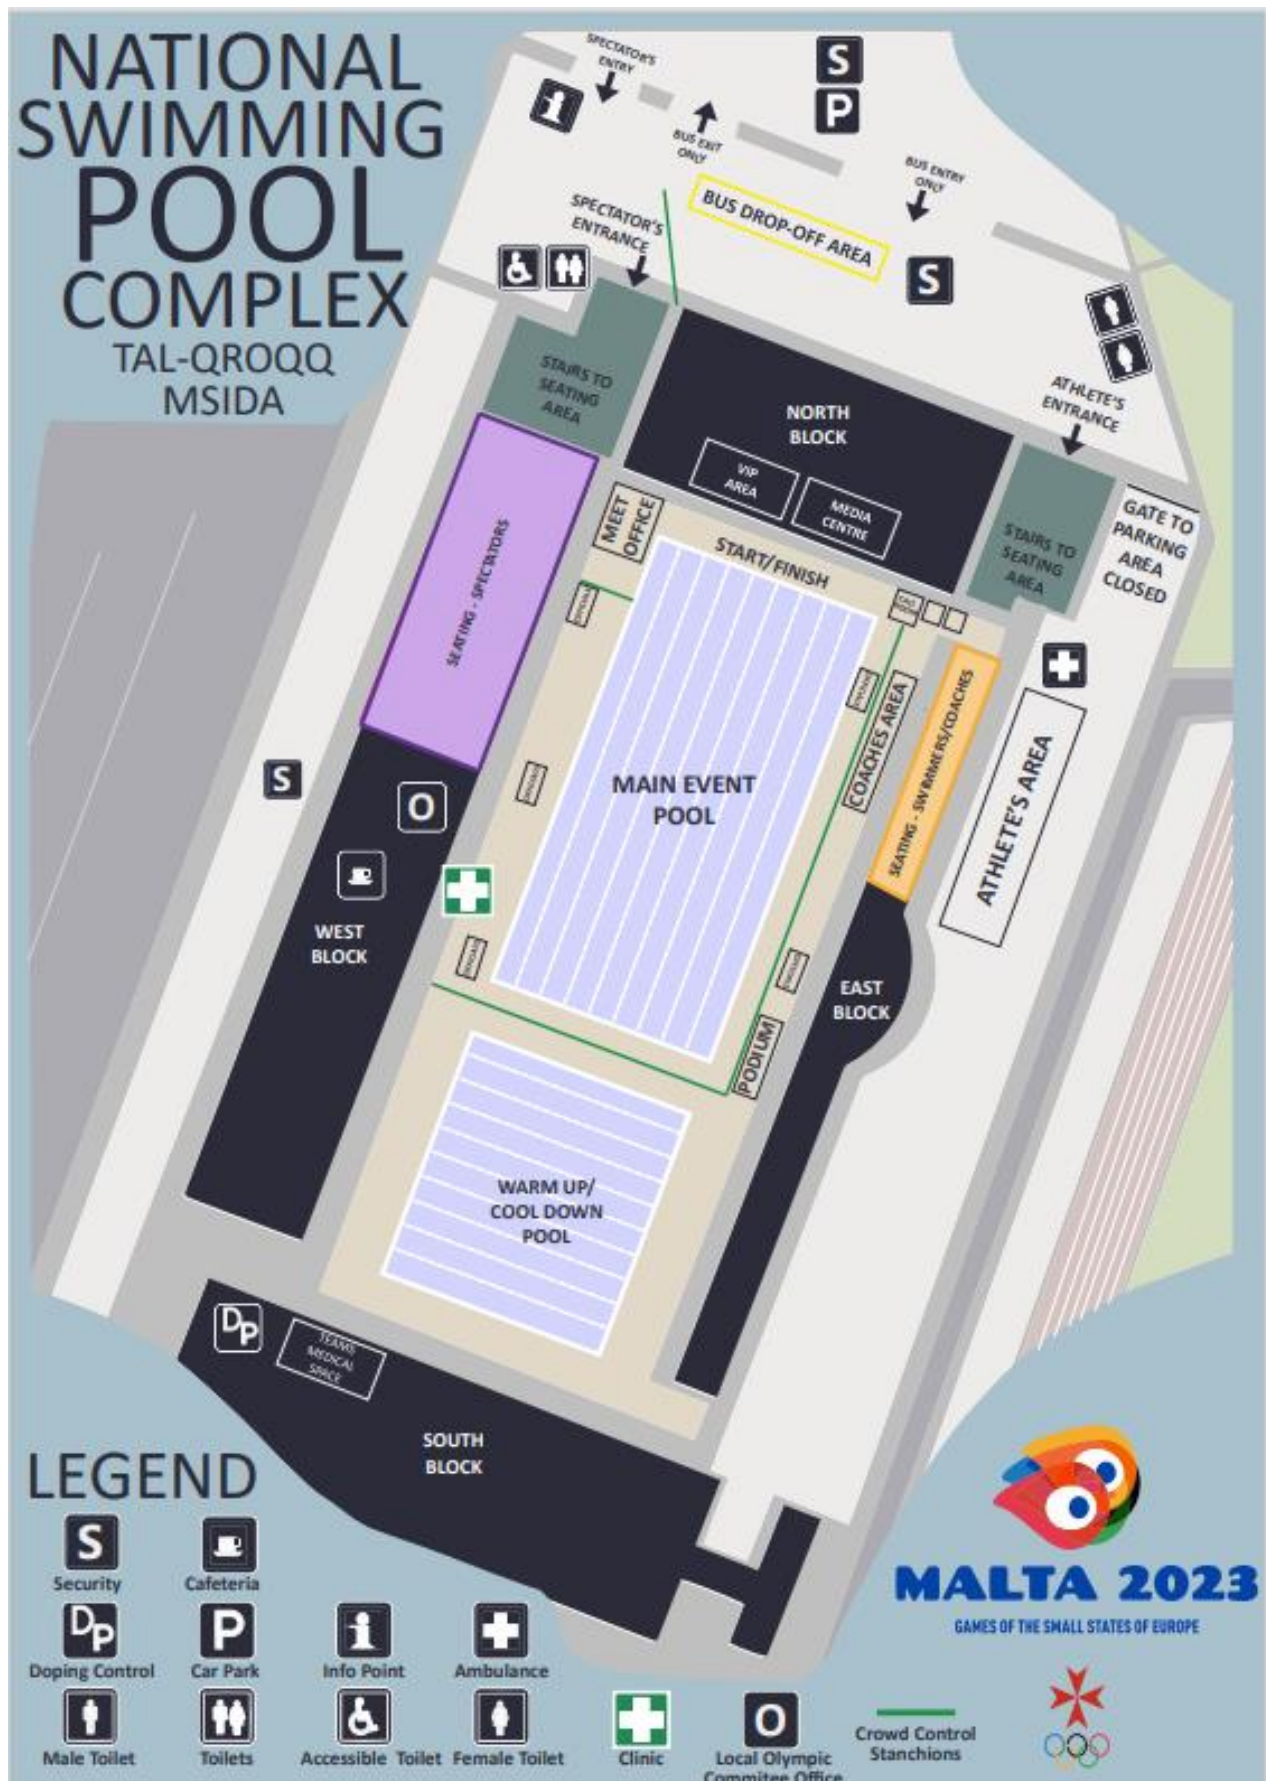 NATIONAL
SWIMMING
POOL
COMPLEX
TAL-QROQQ
MSIDA
SPECTATOR'S
ENTRY
i
S
P
BUS EXIT
ONLY
BUS ENTRY
ONLY
BUS DROP-OFF AREA
SPECTATOR'S
ENTRANCE
S
ATHLETE'S
ENTRANCE
STAIRS TO
SEATING
AREA
NORTH
BLOCK
VIP
AREA
MEDIA
CENTRE
STAIRS TO
SEATING
AREA
GATE TO
PARKING
AREA
CLOSED
MEET
OFFICE
START/FINISH
SEATING - SPECTATORS
COACHES AREA
SEATING - SWIMMERS/COACHES
ATHLETE'S AREA
MAIN EVENT
POOL
S
O
WEST
BLOCK
EAST
BLOCK
PODIUM
WARM UP/
COOL DOWN
POOL
DP
TEAMS
MEDICAL
SPACE
SOUTH
BLOCK
LEGEND
S
Security
Cafeteria
DP
Doping Control
P
Car Park
i
Info Point
Ambulance
Male Toilet
Toilets
Accessible Toilet
Female Toilet
Clinic
O
Local Olympic
Commitee Office
Crowd Control
Stanchions
MALTA 2023
GAMES OF THE SMALL STATES OF EUROPE